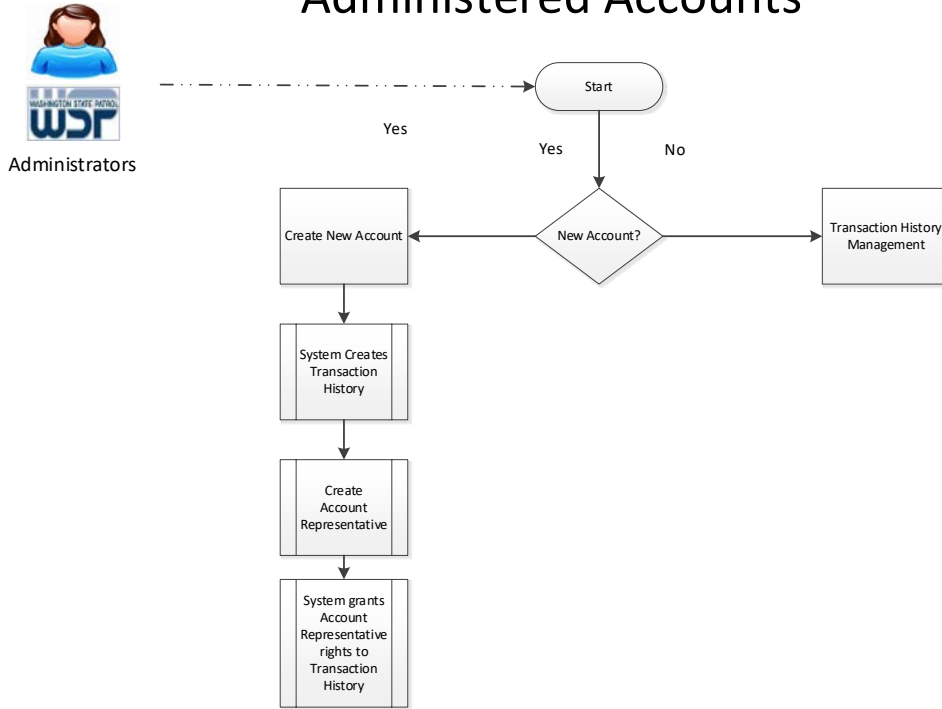 Administered Accounts
WASHINGTON STATE PATROL
WSP
Administrators
Start
Yes
Yes
No
Create New Account
New Account?
Transaction History
Management
System Creates
Transaction
History
Create
Account
Representative
System grants
Account
Representative
rights to
Transaction
History